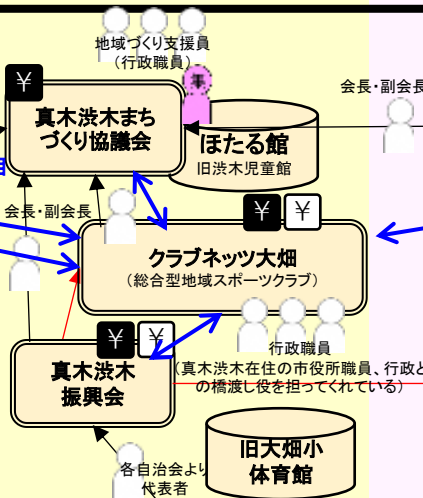 地域づくり支援員
(行政職員)
¥
事
会長・副会長
真木渋木まち
づくり協議会
ほたる館
旧渋木児童館
会長・副会長
¥ ¥
クラブネッツ大畑
(総合型地域スポーツクラブ)
¥ ¥
行政職員
(真木渋木在住の市役所職員、行政と
の橋渡し役を担ってくれている)
真木渋木
振興会
各自治会より
代表者
旧大畑小
体育館